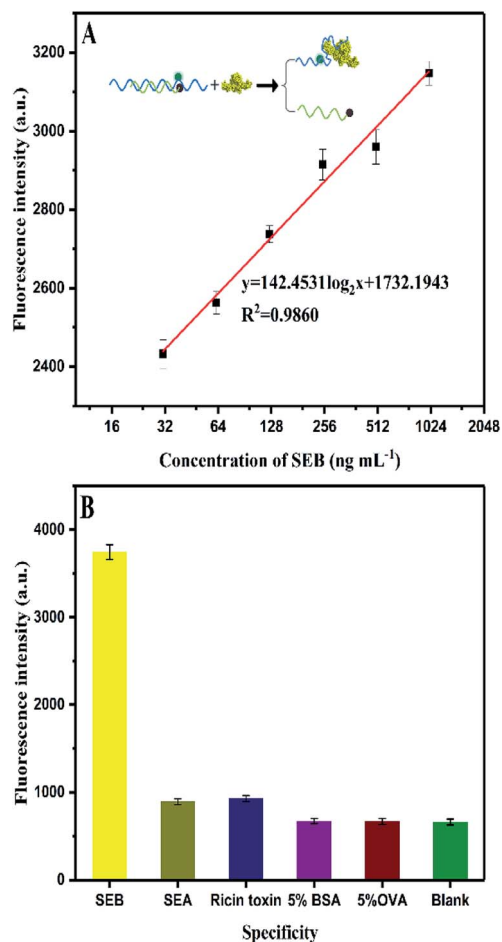 A
Fluorescence intensity (a.u.)
3200
3000
2800
2600
2400
+
y=142.4531log₂x+1732.1943
R²=0.9860
16 32 64 128 256 512 1024 2048
Concentration of SEB (ng mL⁻¹)
B
Fluorescence intensity (a.u.)
4000
3000
2000
1000
0
SEB SEA Ricin toxin 5% BSA 5%OVA Blank
Specificity